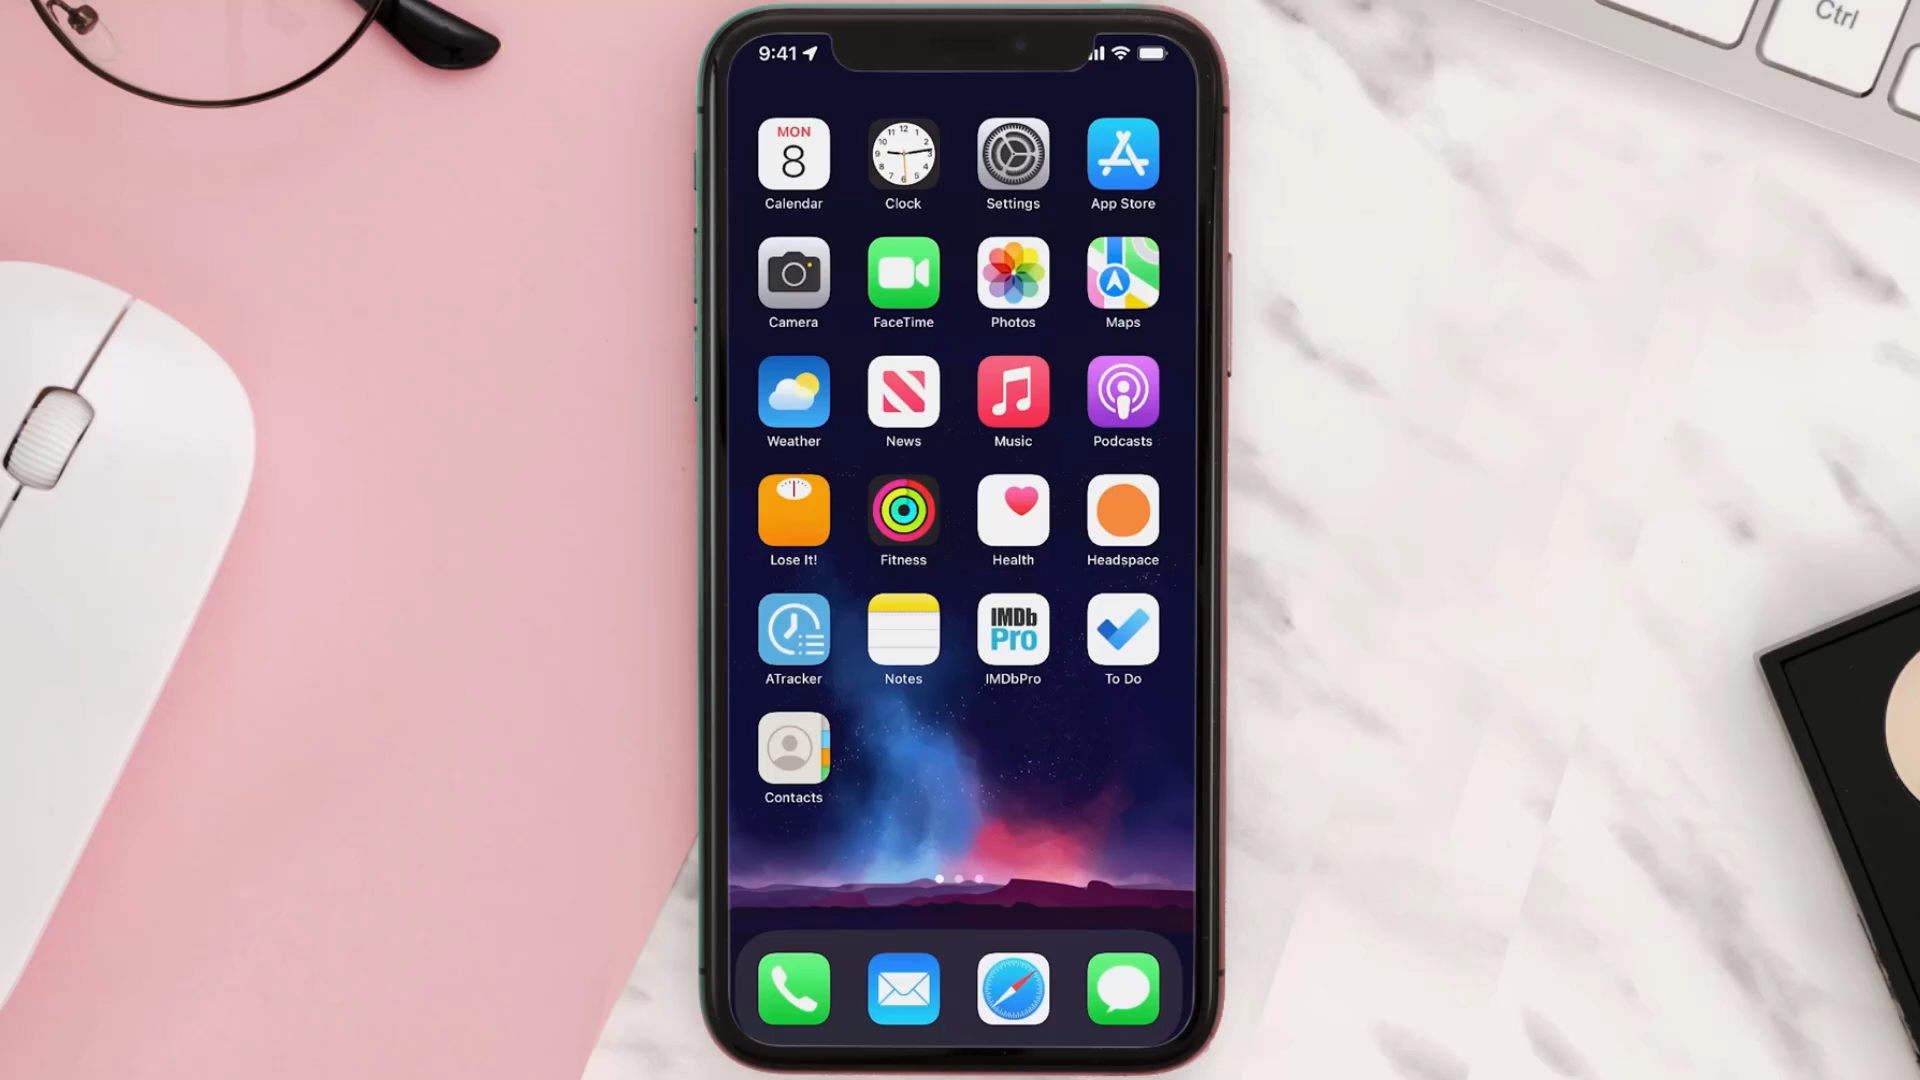 Ctrl
9:41
MON
8
Calendar
Clock
Settings
App Store
Camera
FaceTime
Photos
Maps
Weather
News
Music
Podcasts
Lose It!
Fitness
Health
Headspace
ATracker
Notes
IMDb
Pro
IMDbPro
To Do
Contacts